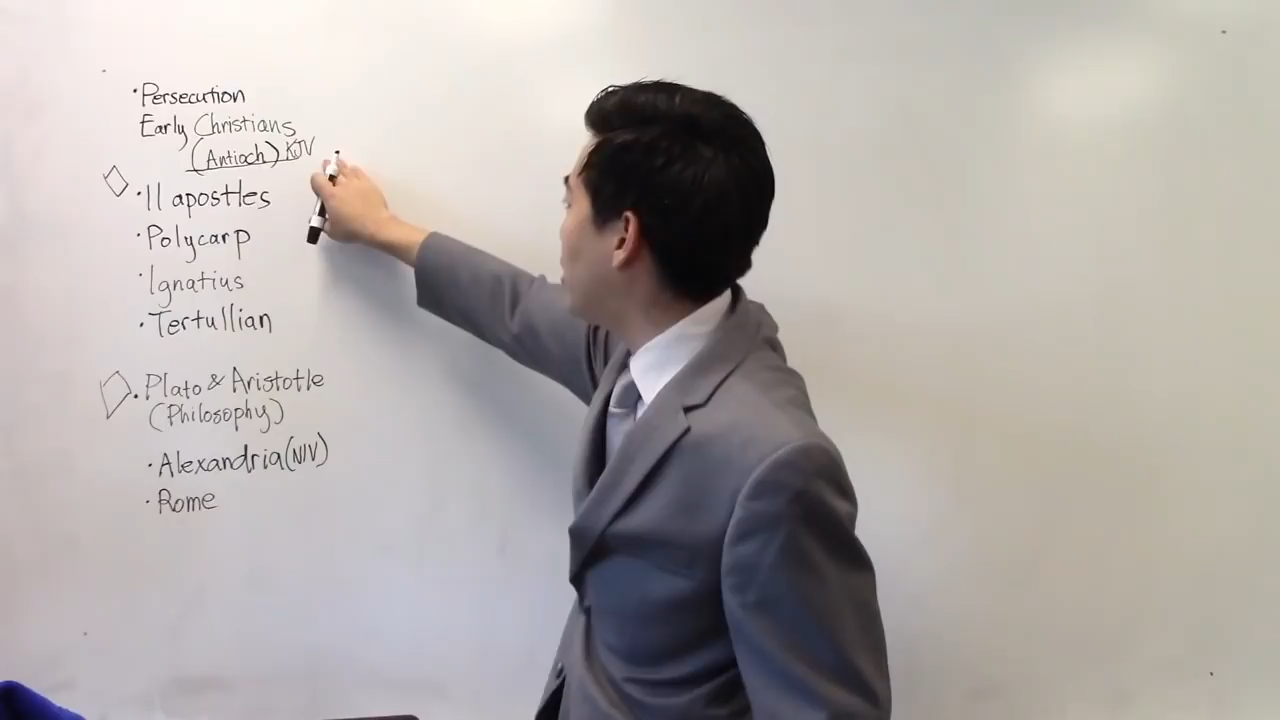 ·Persecution
Early Christians
(Antioch) KJV
·11 apostles
·Polycarp
·Ignatius
·Tertullian
·Plato & Aristotle
(Philosophy)
·Alexandria(NIV)
·Rome